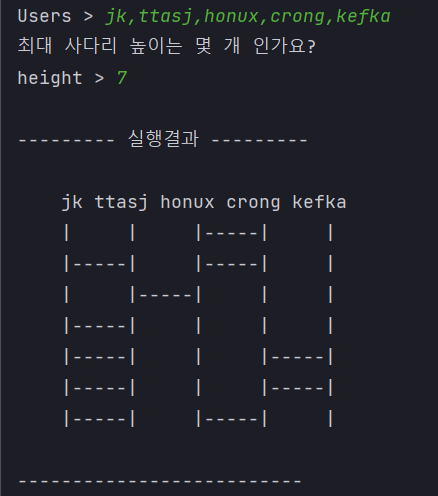 Users > jk,ttasj,honux,crong,kefka
최대 사다리 높이는 몇 개 인가요?
height > 7
--------- 실행결과 ---------
    jk ttasj honux crong kefka
    |     |     |-----|     |
    |-----|     |-----|     |
    |     |-----|     |     |
    |-----|     |     |     |
    |-----|     |     |-----|
    |-----|     |     |-----|
    |-----|     |-----|     |
--------------------------